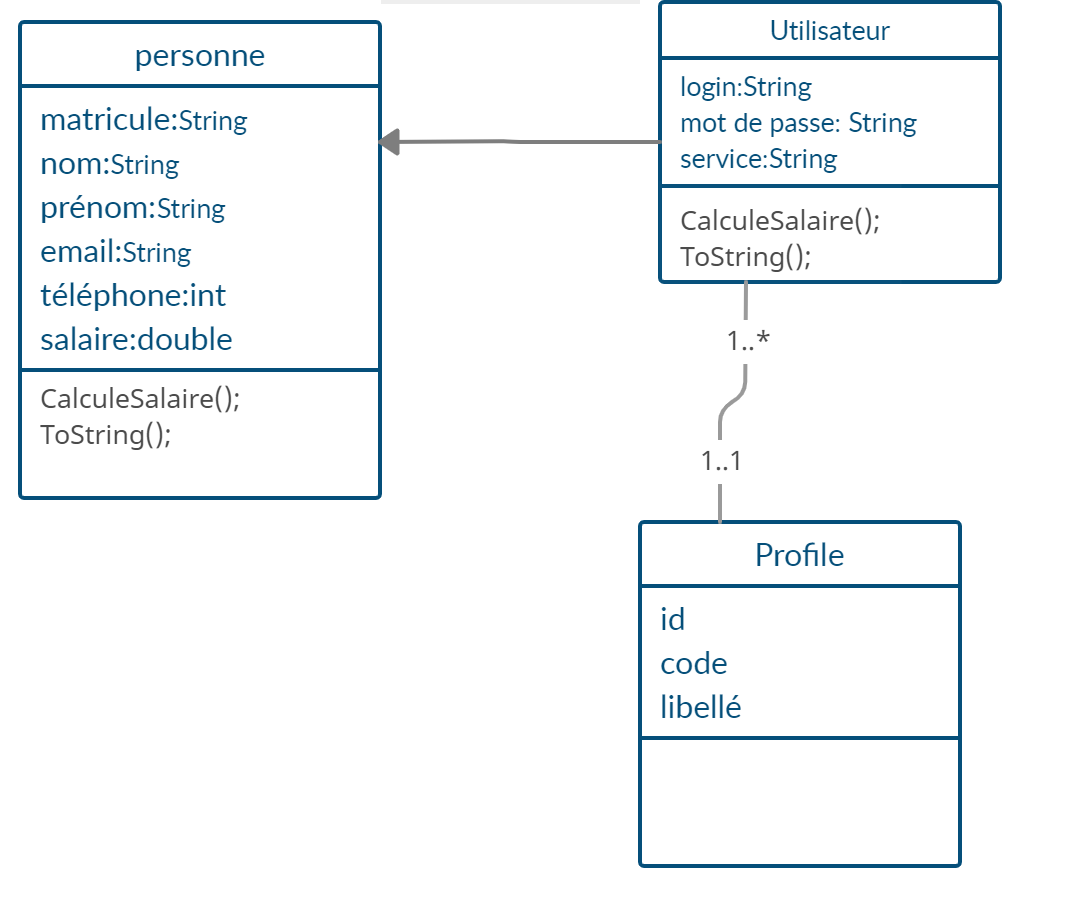 personne
matricule:String
nom:String
prénom:String
email:String
téléphone:int
salaire:double
CalculeSalaire();
ToString();
Utilisateur
login:String
mot de passe: String
service:String
CalculeSalaire();
ToString();
1..*
1..1
Profile
id
code
libellé